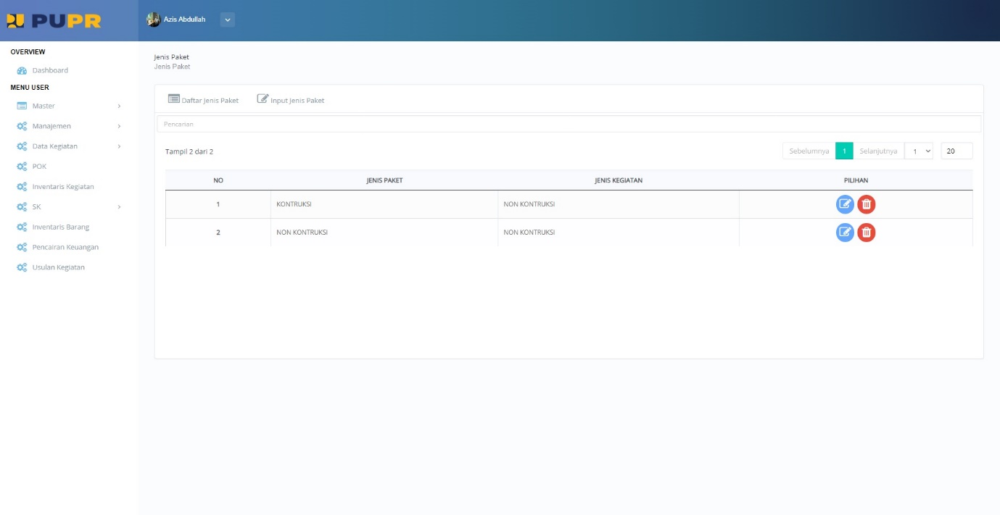 PUPR
Azis Abdullah
OVERVIEW
Dashboard
MENU USER
Master
Manajemen
Data Kegiatan
POK
Inventaris Kegiatan
SK
Inventaris Barang
Pencairan Keuangan
Usulan Kegiatan
Jenis Paket
Jenis Paket
Daftar Jenis Paket Input Jenis Paket
Pencarian
Tampil 2 dari 2 Sebelumnya 1 Selanjutnya 1 20
NO JENIS PAKET JENIS KEGIATAN PILIHAN
1 KONTRUKSI NON KONTRUKSI
2 NON KONTRUKSI NON KONTRUKSI